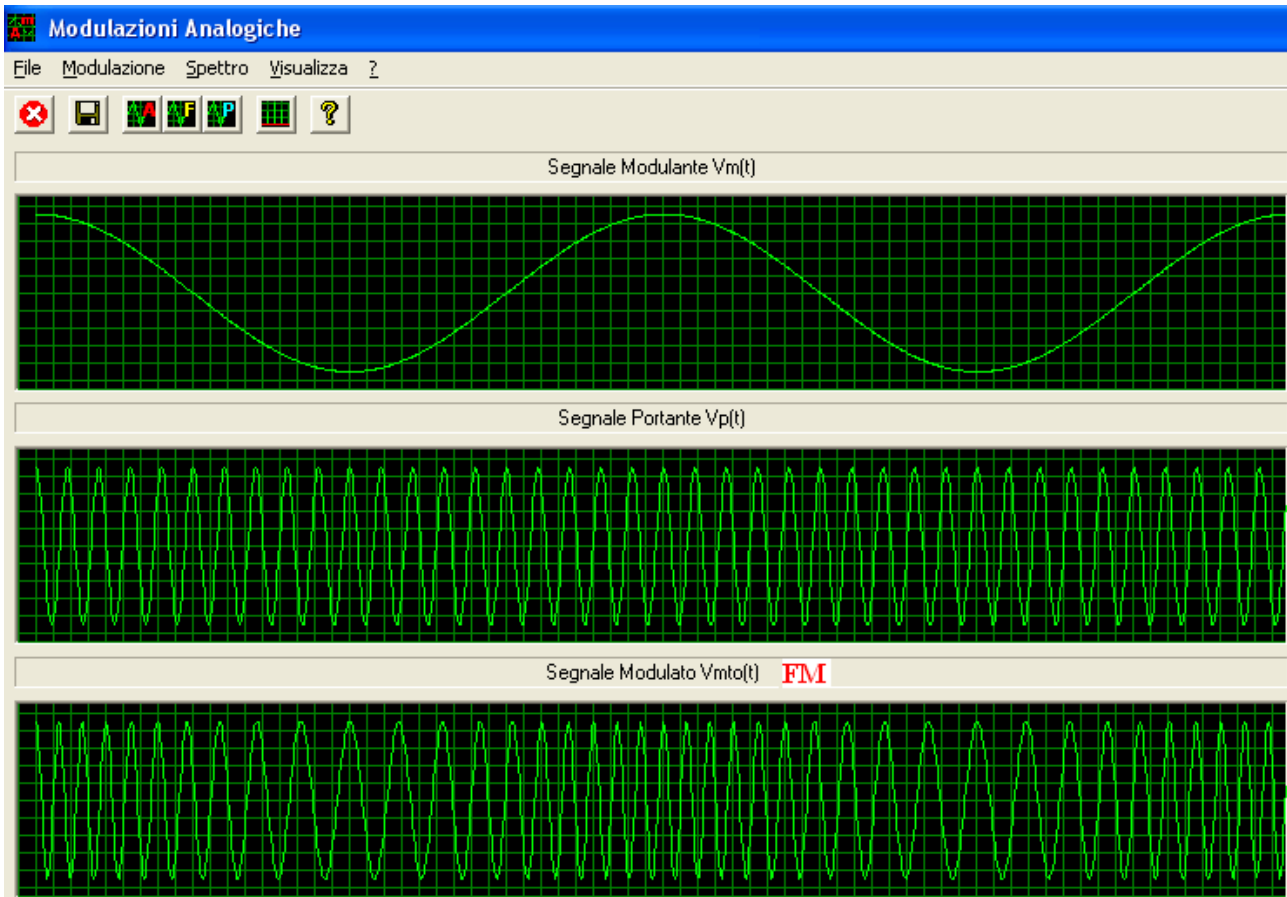 Modulazioni Analogiche
File Modulazione Spettro Visualizza ?
A F P ?
Segnale Modulante Vm(t)
Segnale Portante Vp(t)
Segnale Modulato Vmto(t) FM